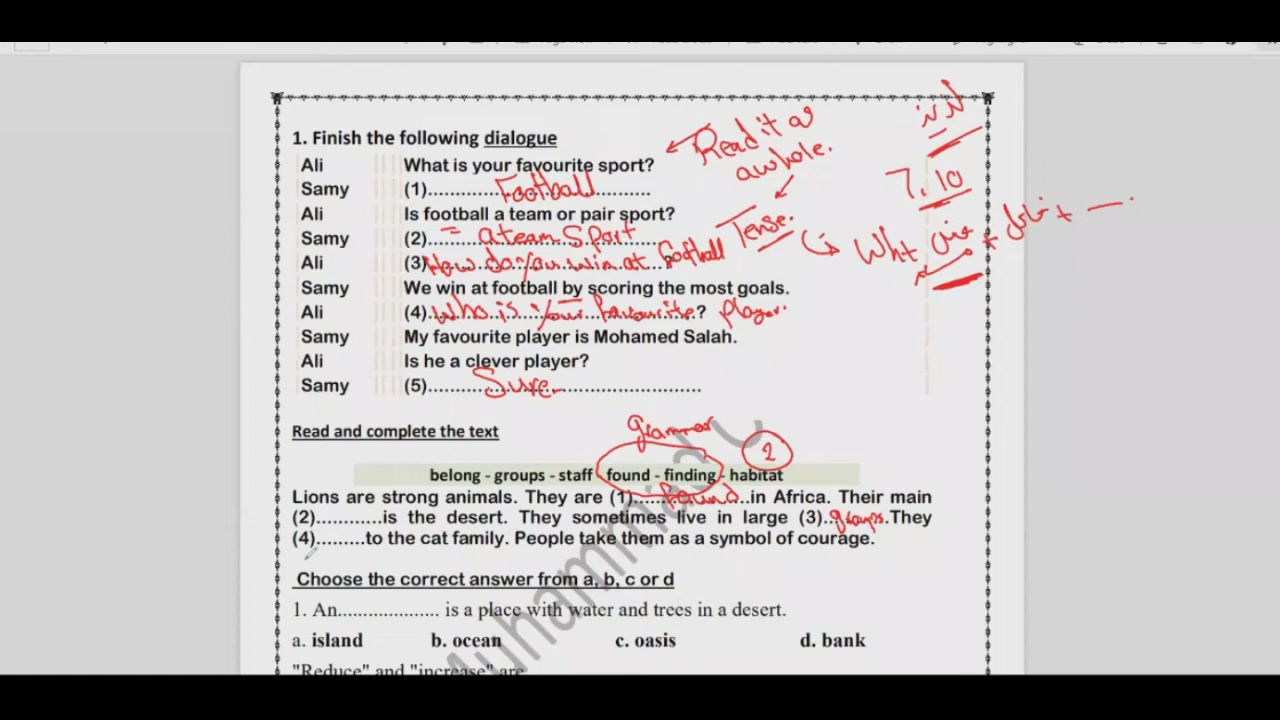 1. Finish the following dialogue
Read it as
a whole.
Ali What is your favourite sport?
7, 10
Samy (1)..........Football..........
Ali Is football a team or pair sport?
Tense.
Samy (2)....= a team Sport....
Ali (3)How do you win at football?
Samy We win at football by scoring the most goals.
Ali (4)..who is your favourite..? player.
Samy My favourite player is Mohamed Salah.
Ali Is he a clever player?
Samy (5)..........Sure..............................
grammar
Read and complete the text
2
belong - groups - staff found - finding - habitat
Lions are strong animals. They are (1)....found...in Africa. Their main
(2)............is the desert. They sometimes live in large (3)..groups.They
(4).........to the cat family. People take them as a symbol of courage.
Choose the correct answer from a, b, c or d
1. An................... is a place with water and trees in a desert.
a. island b. ocean c. oasis d. bank
"Reduce" and "increase" are